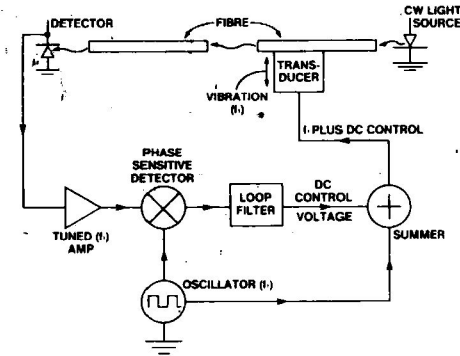 DETECTOR
FIBRE
CW LIGHT
SOURCE
TRANS-
DUCER
VIBRATION
(f₁)
f₁ PLUS DC CONTROL
PHASE
SENSITIVE
DETECTOR
LOOP
FILTER
DC
CONTROL
VOLTAGE
TUNED (f₁)
AMP
SUMMER
OSCILLATOR (f₁)